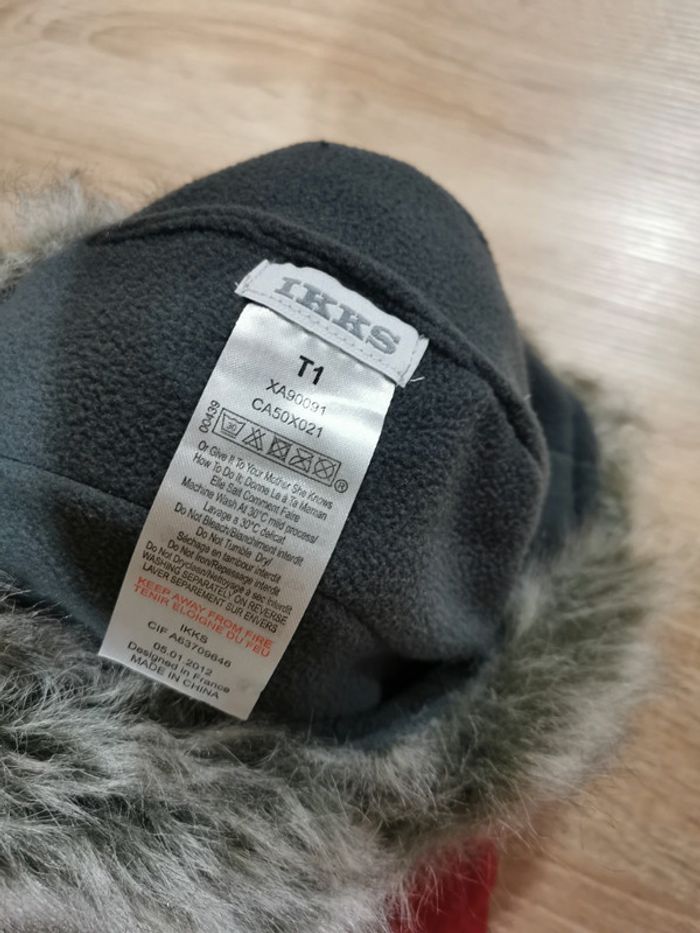 IKKS
T1
XA90091
CA50X021
00439
30
®
Or Give It To Your Mother She Knows
How To Do It; Donne Le à Ta Maman
Elle Sait Comment Faire
Machine Wash At 30°C mild process/
Lavage a 30°C delicat
Do Not Bleach/Blanchiment interdit
Do Not Tumble Dry/
Séchage en tambour interdit
Do Not Iron/Repassage interdit
Do Not Dryclean/Nettoyage à sec interdit
WASHING SEPARATELY ON REVERSE
LAVER SEPAREMENT SUR ENVERS
KEEP AWAY FROM FIRE
TENIR ELOIGNE DU FEU
IKKS
CIF A63709646
05.01.2012
Designed in France
MADE IN CHINA